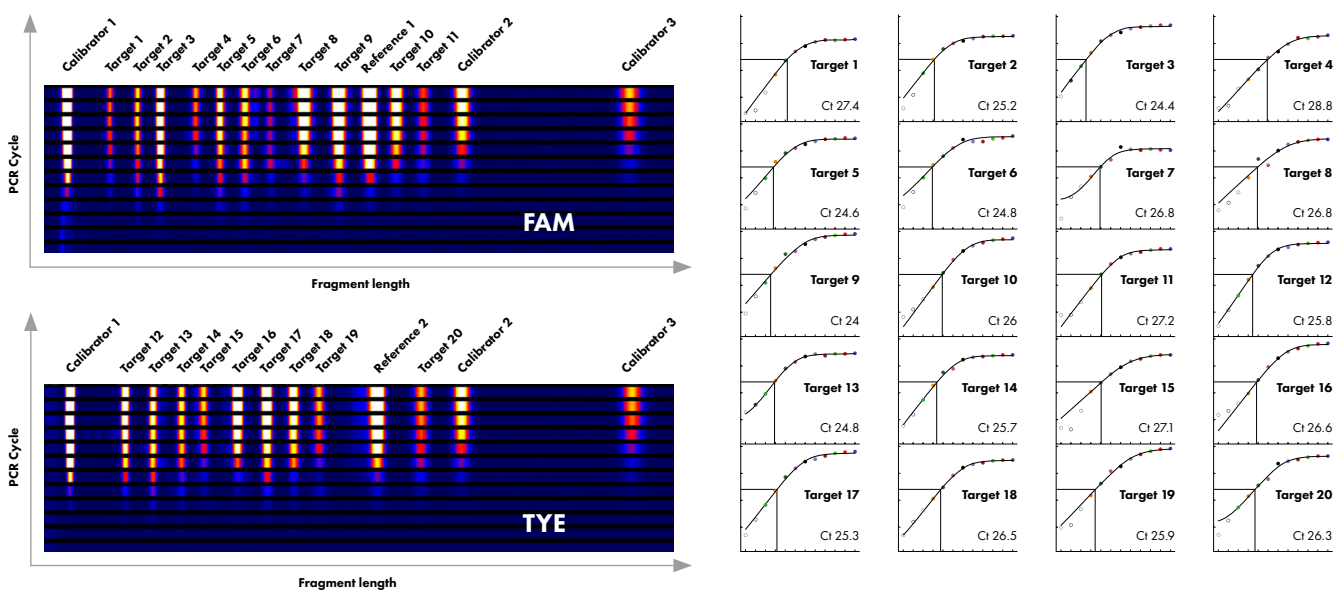 Calibrator 1
Target 1
Target 2
Target 3
Target 4
Target 5
Target 6
Target 7
Target 8
Target 9
Reference 1
Target 10
Target 11
Calibrator 2
Calibrator 3
PCR Cycle
FAM
Fragment length
Calibrator 1
Target 12
Target 13
Target 14
Target 15
Target 16
Target 17
Target 18
Target 19
Reference 2
Target 20
Calibrator 2
Calibrator 3
PCR Cycle
TYE
Fragment length
Target 1
Ct 27.4
Target 2
Ct 25.2
Target 3
Ct 24.4
Target 4
Ct 28.8
Target 5
Ct 24.6
Target 6
Ct 24.8
Target 7
Ct 26.8
Target 8
Ct 26.8
Target 9
Ct 24
Target 10
Ct 26
Target 11
Ct 27.2
Target 12
Ct 25.8
Target 13
Ct 24.8
Target 14
Ct 25.7
Target 15
Ct 27.1
Target 16
Ct 26.6
Target 17
Ct 25.3
Target 18
Ct 26.5
Target 19
Ct 25.9
Target 20
Ct 26.3